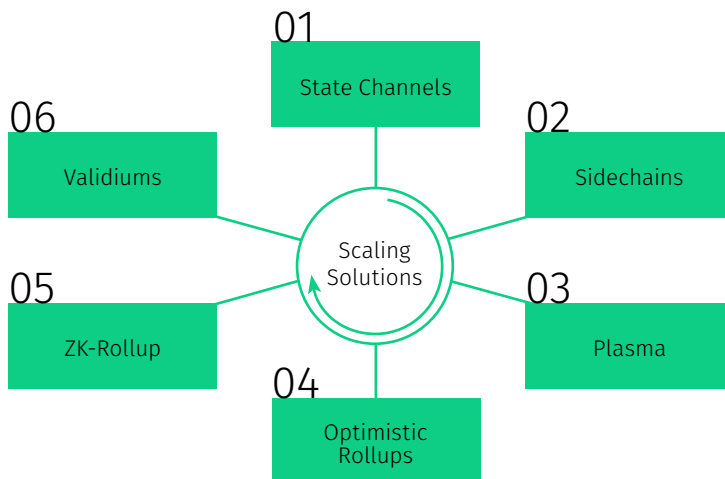 01
State Channels
02
Sidechains
03
Plasma
04
Optimistic
Rollups
05
ZK-Rollup
06
Validiums
Scaling
Solutions